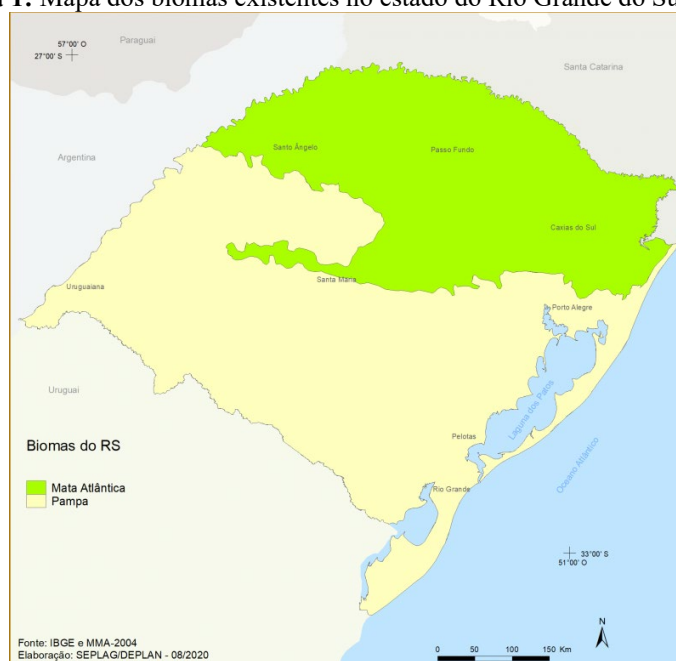 1. Mapa dos biomas existentes no estado do Rio Grande do Su
Paraguai
57°00' O
27°00' S
Santa Catarina
Argentina
Santo Ângelo
Passo Fundo
Caxias do Sul
Santa Maria
Uruguaiana
Porto Alegre
Uruguai
Laguna dos Patos
Pelotas
Oceano Atlântico
Biomas do RS
Mata Atlântica
Pampa
Rio Grande
33°00' S
51°00' O
N
Fonte: IBGE e MMA-2004
Elaboração: SEPLAG/DEPLAN - 08/2020
0 50 100 150 Km